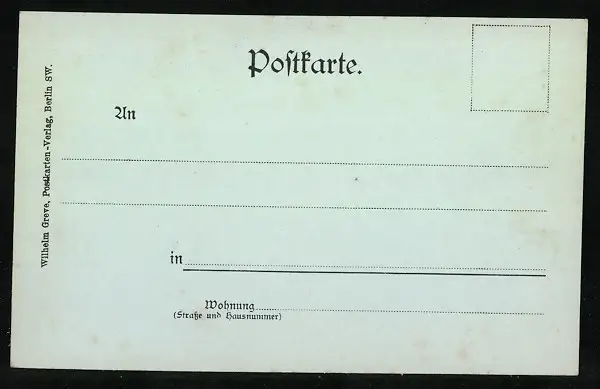 Postkarte.
An
in
Wohnung
(Straße und Hausnummer)
Wilhelm Greve, Postkarten-Verlag, Berlin SW.